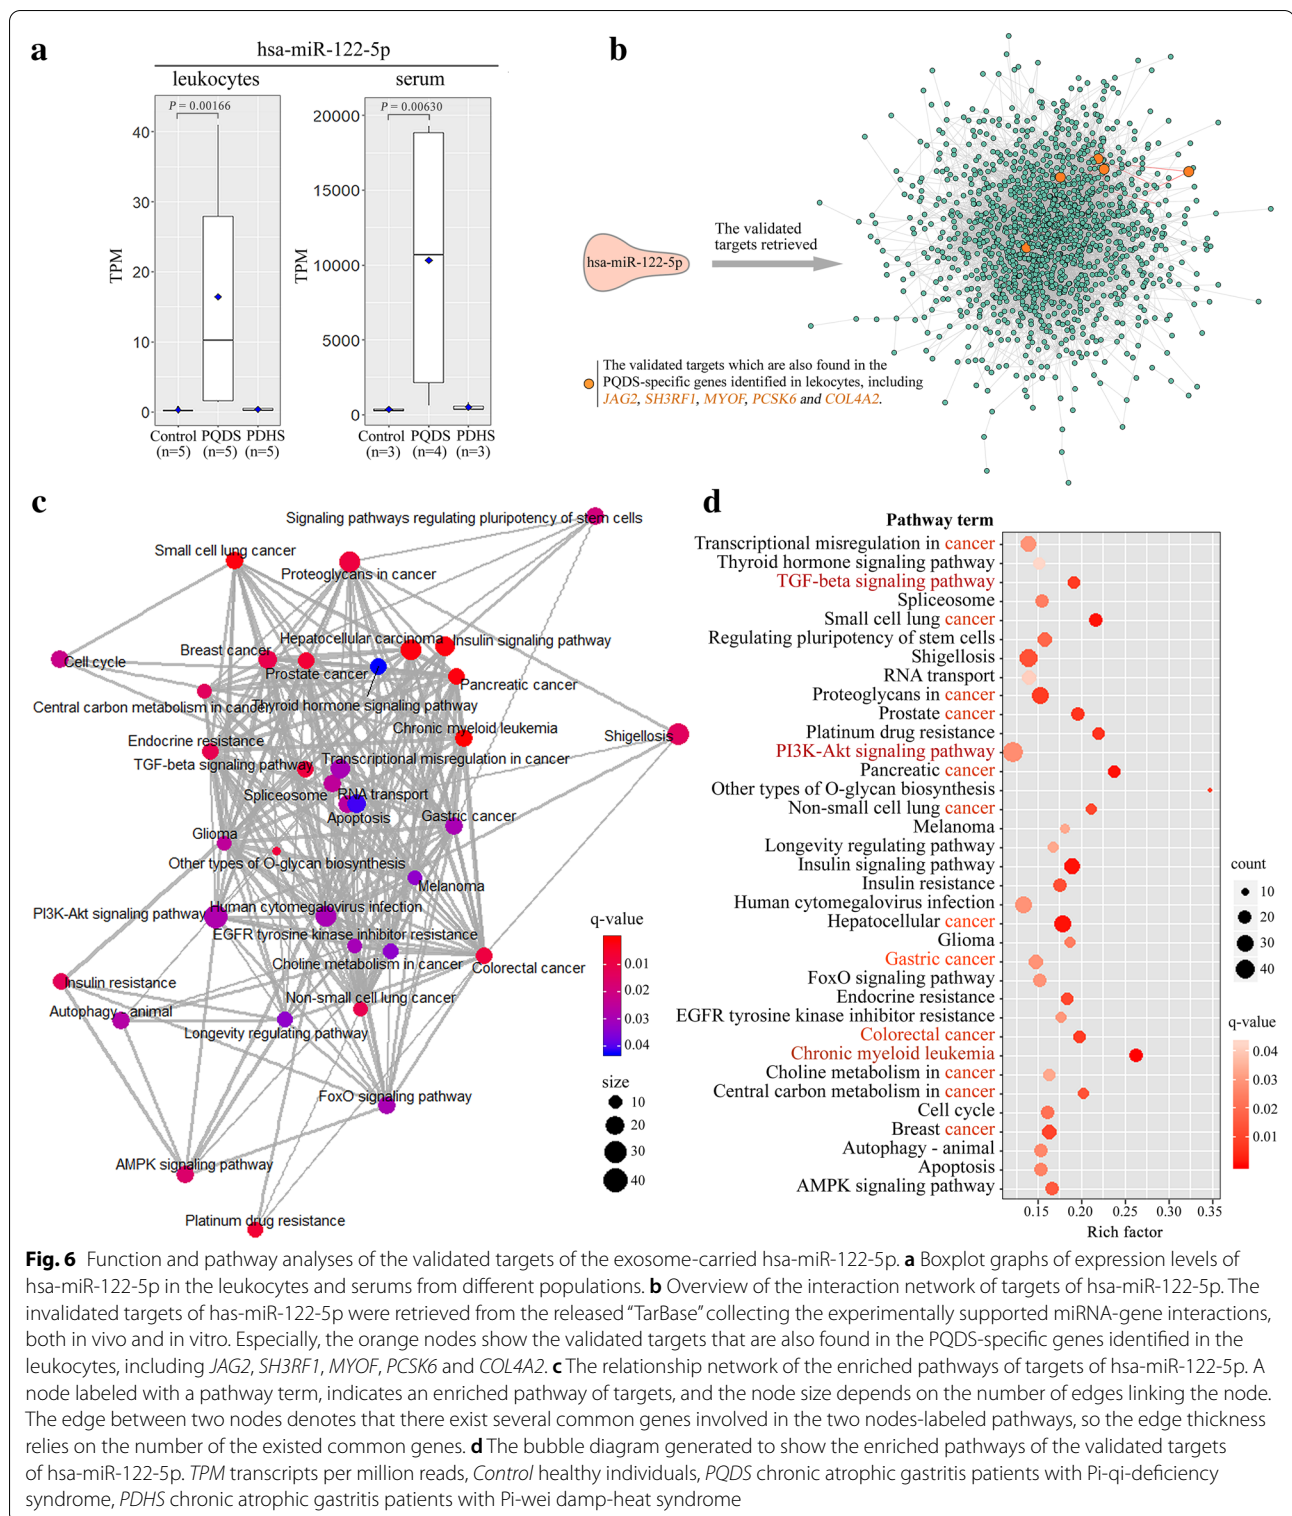 a
hsa-miR-122-5p
leukocytes
serum
P = 0.00166
P = 0.00630
TPM
40
30
20
10
0
TPM
20000
15000
10000
5000
0
Control PQDS PDHS
(n=5) (n=5) (n=5)
Control PQDS PDHS
(n=3) (n=4) (n=3)
b
hsa-miR-122-5p
The validated
targets retrieved
The validated targets which are also found in the
PQDS-specific genes identified in lekocytes, including
JAG2, SH3RF1, MYOF, PCSK6 and COL4A2.
c
Signaling pathways regulating pluripotency of stem cells
Small cell lung cancer
Proteoglycans in cancer
Hepatocellular carcinoma
Insulin signaling pathway
Breast cancer
Cell cycle
Prostate cancer
Pancreatic cancer
Central carbon metabolism in cancer
Thyroid hormone signaling pathway
Chronic myeloid leukemia
Shigellosis
Endocrine resistance
TGF-beta signaling pathway
Transcriptional misregulation in cancer
Spliceosome
RNA transport
Apoptosis
Gastric cancer
Glioma
Other types of O-glycan biosynthesis
Melanoma
PI3K-Akt signaling pathway
Human cytomegalovirus infection
EGFR tyrosine kinase inhibitor resistance
Choline metabolism in cancer
Colorectal cancer
Insulin resistance
Non-small cell lung cancer
Autophagy - animal
Longevity regulating pathway
FoxO signaling pathway
AMPK signaling pathway
Platinum drug resistance
q-value
0.01
0.02
0.03
0.04
size
10
20
30
40
d
Pathway term
Transcriptional misregulation in cancer
Thyroid hormone signaling pathway
TGF-beta signaling pathway
Spliceosome
Small cell lung cancer
Regulating pluripotency of stem cells
Shigellosis
RNA transport
Proteoglycans in cancer
Prostate cancer
Platinum drug resistance
PI3K-Akt signaling pathway
Pancreatic cancer
Other types of O-glycan biosynthesis
Non-small cell lung cancer
Melanoma
Longevity regulating pathway
Insulin signaling pathway
Insulin resistance
Human cytomegalovirus infection
Hepatocellular cancer
Glioma
Gastric cancer
FoxO signaling pathway
Endocrine resistance
EGFR tyrosine kinase inhibitor resistance
Colorectal cancer
Chronic myeloid leukemia
Choline metabolism in cancer
Central carbon metabolism in cancer
Cell cycle
Breast cancer
Autophagy - animal
Apoptosis
AMPK signaling pathway
0.15 0.20 0.25 0.30 0.35
Rich factor
count
10
20
30
40
q-value
0.04
0.03
0.02
0.01
Fig. 6 Function and pathway analyses of the validated targets of the exosome-carried hsa-miR-122-5p. a Boxplot graphs of expression levels of
hsa-miR-122-5p in the leukocytes and serums from different populations. b Overview of the interaction network of targets of hsa-miR-122-5p. The
invalidated targets of has-miR-122-5p were retrieved from the released “TarBase” collecting the experimentally supported miRNA-gene interactions,
both in vivo and in vitro. Especially, the orange nodes show the validated targets that are also found in the PQDS-specific genes identified in the
leukocytes, including JAG2, SH3RF1, MYOF, PCSK6 and COL4A2. c The relationship network of the enriched pathways of targets of hsa-miR-122-5p. A
node labeled with a pathway term, indicates an enriched pathway of targets, and the node size depends on the number of edges linking the node.
The edge between two nodes denotes that there exist several common genes involved in the two nodes-labeled pathways, so the edge thickness
relies on the number of the existed common genes. d The bubble diagram generated to show the enriched pathways of the validated targets
of hsa-miR-122-5p. TPM transcripts per million reads, Control healthy individuals, PQDS chronic atrophic gastritis patients with Pi-qi-deficiency
syndrome, PDHS chronic atrophic gastritis patients with Pi-wei damp-heat syndrome